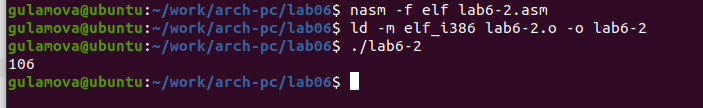 gulamova@ubuntu:~/work/arch-pc/lab06$ nasm -f elf lab6-2.asm
gulamova@ubuntu:~/work/arch-pc/lab06$ ld -m elf_i386 lab6-2.o -o lab6-2
gulamova@ubuntu:~/work/arch-pc/lab06$ ./lab6-2
106
gulamova@ubuntu:~/work/arch-pc/lab06$